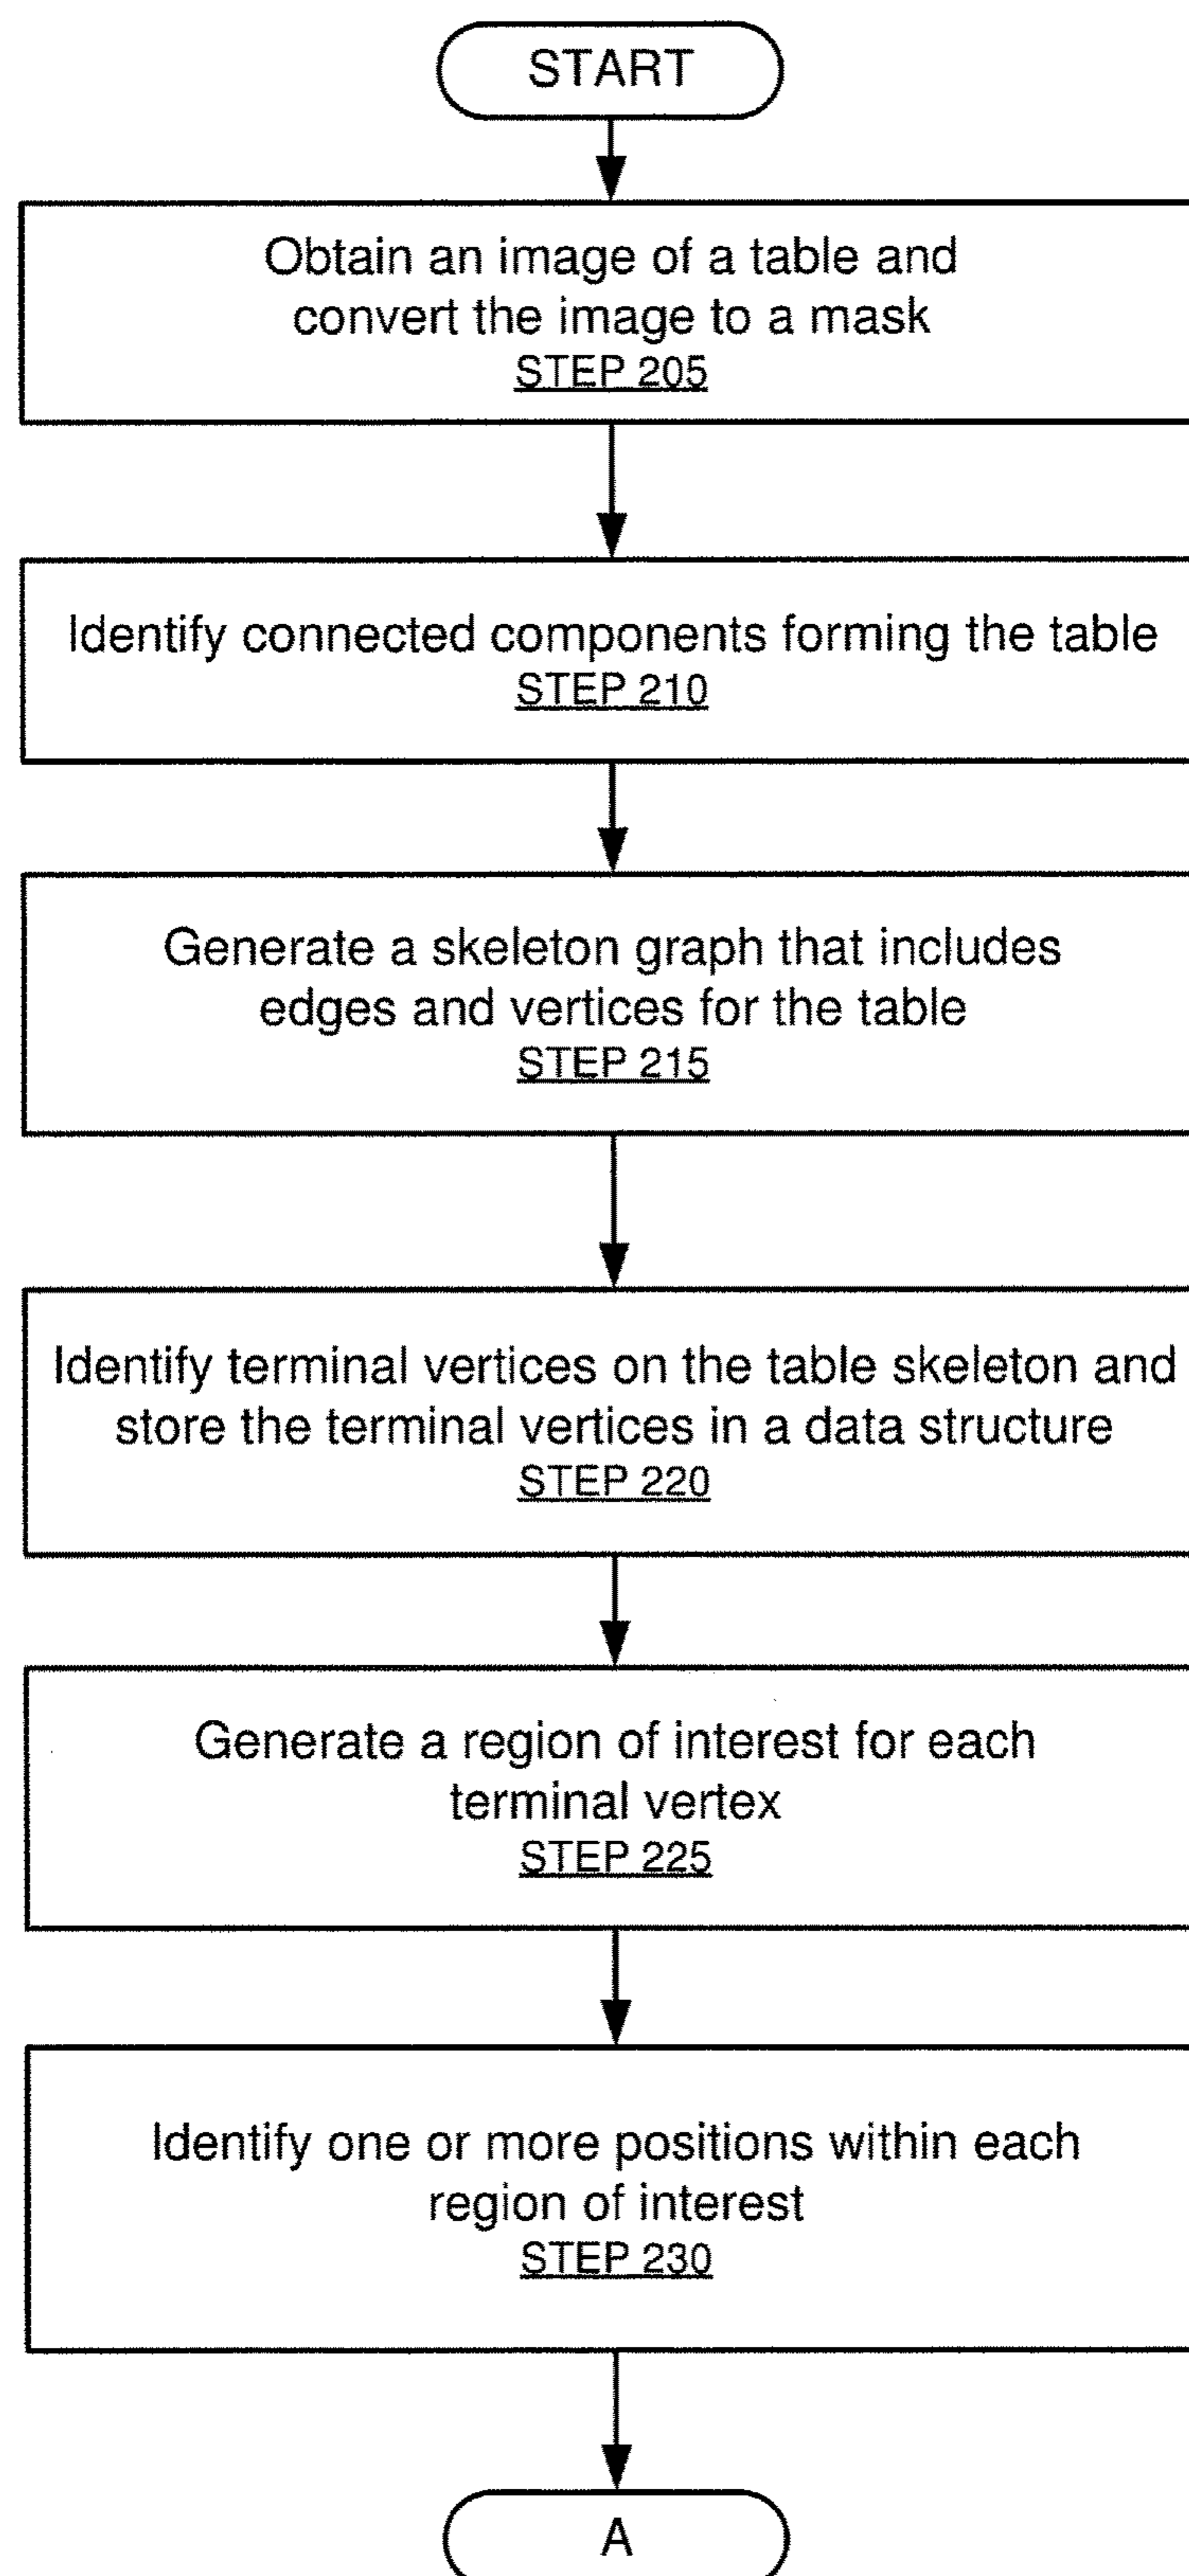 START
Obtain an image of a table and
convert the image to a mask
STEP 205
Identify connected components forming the table
STEP 210
Generate a skeleton graph that includes
edges and vertices for the table
STEP 215
Identify terminal vertices on the table skeleton and
store the terminal vertices in a data structure
STEP 220
Generate a region of interest for each
terminal vertex
STEP 225
Identify one or more positions within each
region of interest
STEP 230
A